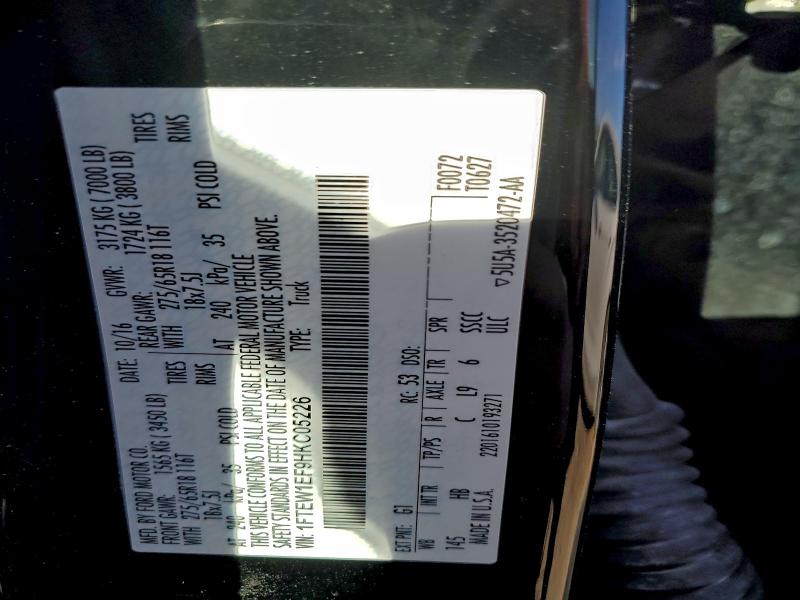 MFD. BY FORD MOTOR CO.
DATE: 10/16 GVWR: 3175 KG ( 7000 LB)
FRONT GAWR: 1565 KG ( 3450 LB) REAR GAWR: 1724 KG ( 3800 LB)
WITH 275/65R18 116T TIRES WITH 275/65R18 116T TIRES
18x7.5J RIMS 18x7.5J RIMS
AT 240 kPa/ 35 PSI COLD AT 240 kPa/ 35 PSI COLD
THIS VEHICLE CONFORMS TO ALL APPLICABLE FEDERAL MOTOR VEHICLE
SAFETY STANDARDS IN EFFECT ON THE DATE OF MANUFACTURE SHOWN ABOVE.
VIN: 1FTEW1EF9HKC05226 TYPE: Truck
F0072
T0627
EXT PNT: G1 RC: 53 DSO:
WB INT TR TP/PS R AXLE TR SPR
145 HB C L9 6 SSCC
MADE IN U.S.A. 2201610193271 ULC
▽5U5A-3520472-AA